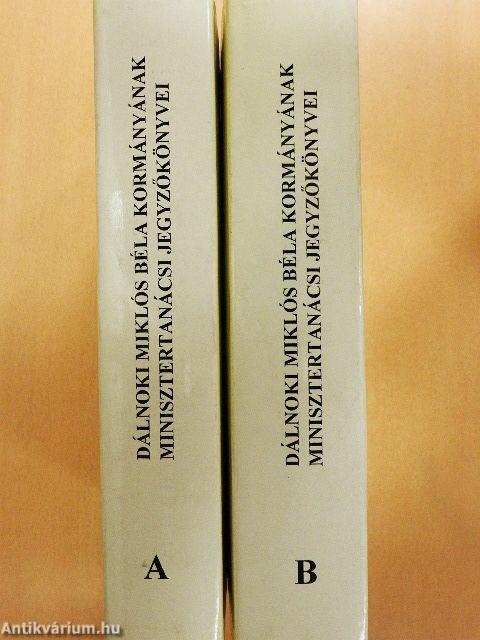 DÁLNOKI MIKLÓS BÉLA KORMÁNYÁNAK
MINISZTERTANÁCSI JEGYZŐKÖNYVEI
A
DÁLNOKI MIKLÓS BÉLA KORMÁNYÁNAK
MINISZTERTANÁCSI JEGYZŐKÖNYVEI
B
Antikvárium.hu